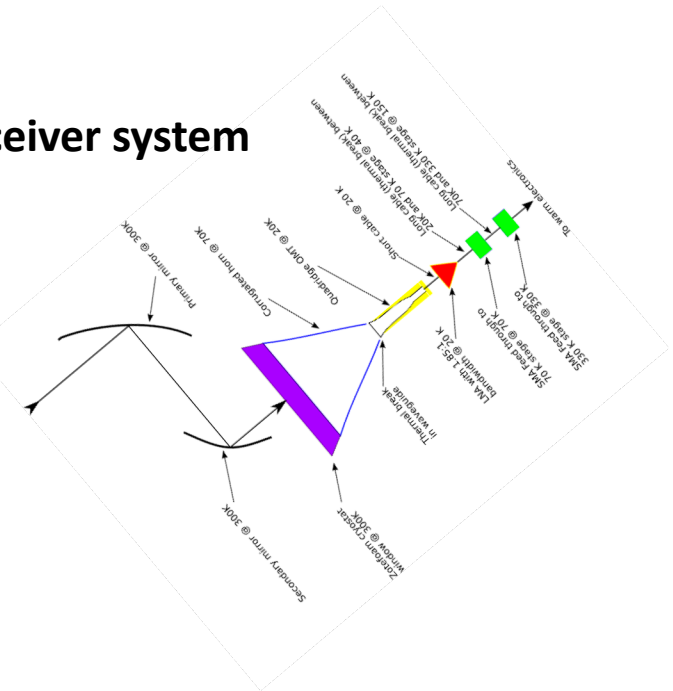 ceiver system
Primary mirror @ 300K
Corrugated horn @ 70K
Quadridge OMT @ 20K
Short cable @ 20 K
Long cable (thermal break) between
20K and 70 K stage @ 40 K
Long cable (thermal break) between
70K and 330 K stage @ 150 K
To warm electronics
SMA Feed through to
330 K stage @ 330 K
SMA Feed through to
70 K stage @ 70 K
LNA with 1.85:1
bandwidth @ 20 K
Thermal break
in waveguide
Zotefoam cryostat
window @ 300K
Secondary mirror @ 300K